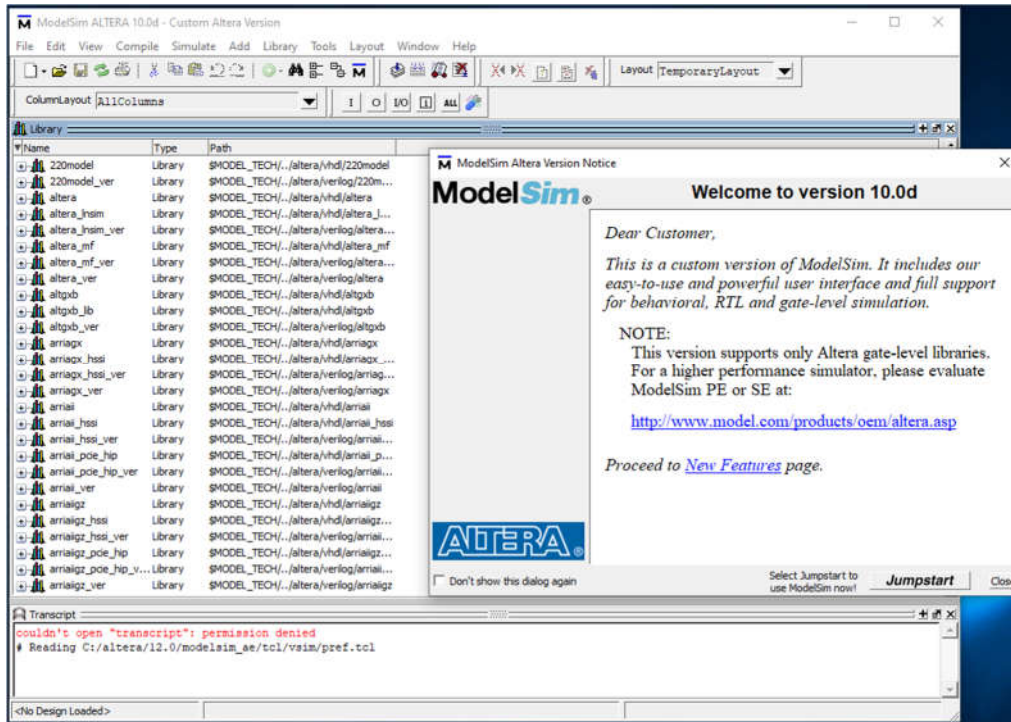 ModelSim ALTERA 10.0d - Custom Altera Version
File Edit View Compile Simulate Add Library Tools Layout Window Help
Layout TemporaryLayout
ColumnLayout AllColumns
I O I/O ALL
Library
Name Type Path
220model Library $MODEL_TECH/../altera/vhdl/220model
220model_ver Library $MODEL_TECH/../altera/verilog/220m...
altera Library $MODEL_TECH/../altera/vhdl/altera
altera_lnsim Library $MODEL_TECH/../altera/vhdl/altera_l...
altera_lnsim_ver Library $MODEL_TECH/../altera/verilog/altera...
altera_mf Library $MODEL_TECH/../altera/vhdl/altera_mf
altera_mf_ver Library $MODEL_TECH/../altera/verilog/altera...
altera_ver Library $MODEL_TECH/../altera/verilog/altera
altgxb Library $MODEL_TECH/../altera/vhdl/altgxb
altgxb_lib Library $MODEL_TECH/../altera/vhdl/altgxb
altgxb_ver Library $MODEL_TECH/../altera/verilog/altgxb
arriagx Library $MODEL_TECH/../altera/vhdl/arriagx
arriagx_hssi Library $MODEL_TECH/../altera/vhdl/arriagx_...
arriagx_hssi_ver Library $MODEL_TECH/../altera/verilog/arriag...
arriagx_ver Library $MODEL_TECH/../altera/verilog/arriagx
arriaii Library $MODEL_TECH/../altera/vhdl/arriaii
arriaii_hssi Library $MODEL_TECH/../altera/vhdl/arriaii_hssi
arriaii_hssi_ver Library $MODEL_TECH/../altera/verilog/arriaii...
arriaii_pcie_hip Library $MODEL_TECH/../altera/vhdl/arriaii_p...
arriaii_pcie_hip_ver Library $MODEL_TECH/../altera/verilog/arriaii...
arriaii_ver Library $MODEL_TECH/../altera/verilog/arriaii
arriaiigz Library $MODEL_TECH/../altera/vhdl/arriaiigz
arriaiigz_hssi Library $MODEL_TECH/../altera/vhdl/arriaiigz...
arriaiigz_hssi_ver Library $MODEL_TECH/../altera/verilog/arriaii...
arriaiigz_pcie_hip Library $MODEL_TECH/../altera/vhdl/arriaiigz...
arriaiigz_pcie_hip_v... Library $MODEL_TECH/../altera/verilog/arriaii...
arriaiigz_ver Library $MODEL_TECH/../altera/verilog/arriaiigz
ModelSim Altera Version Notice
ModelSim®
Welcome to version 10.0d
Dear Customer,
This is a custom version of ModelSim. It includes our
easy-to-use and powerful user interface and full support
for behavioral, RTL and gate-level simulation.
NOTE:
This version supports only Altera gate-level libraries.
For a higher performance simulator, please evaluate
ModelSim PE or SE at:
http://www.model.com/products/oem/altera.asp
Proceed to New Features page.
ALTERA®
Don't show this dialog again
Select Jumpstart to
use ModelSim now!
Jumpstart
Close
Transcript
couldn't open "transcript": permission denied
# Reading C:/altera/12.0/modelsim_ae/tcl/vsim/pref.tcl
<No Design Loaded>